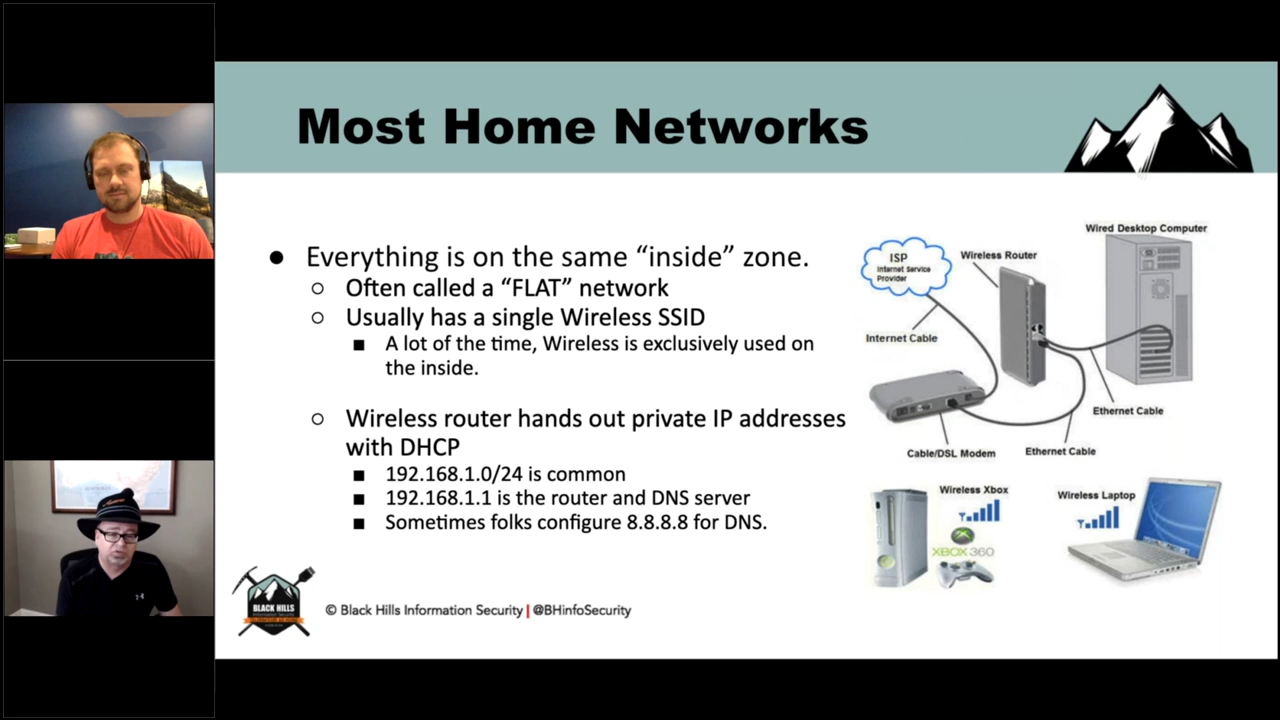 Most Home Networks
● Everything is on the same “inside” zone.
○ Often called a “FLAT” network
○ Usually has a single Wireless SSID
■ A lot of the time, Wireless is exclusively used on
the inside.
○ Wireless router hands out private IP addresses
with DHCP
■ 192.168.1.0/24 is common
■ 192.168.1.1 is the router and DNS server
■ Sometimes folks configure 8.8.8.8 for DNS.
ISP
Internet Service
Provider
Wireless Router
Wired Desktop Computer
Internet Cable
Ethernet Cable
Cable/DSL Modem
Ethernet Cable
Wireless Xbox
XBOX 360
Wireless Laptop
BLACK HILLS
Information Security
© Black Hills Information Security | @BHinfoSecurity